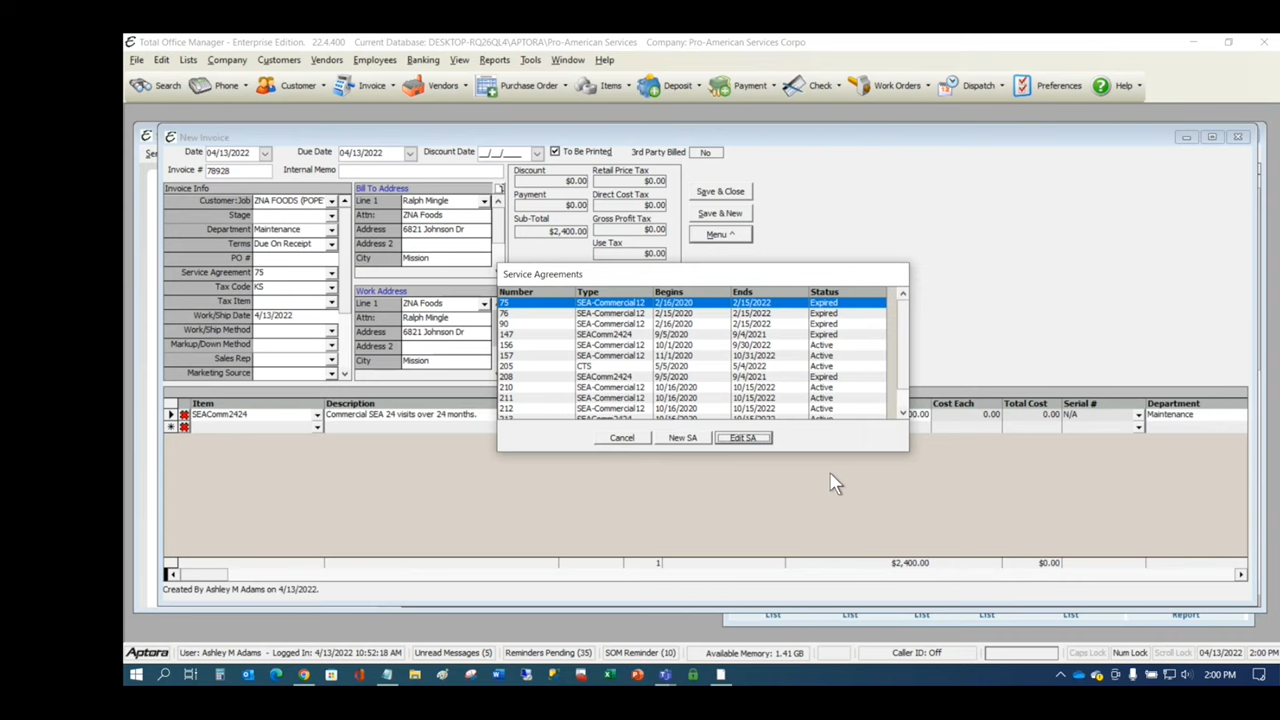 Total Office Manager - Enterprise Edition. 22.4.400 Current Database: DESKTOP-RQ26QL4\APTORA\Pro-American Services Company: Pro-American Services Corpo
File Edit Lists Company Customers Vendors Employees Banking View Reports Tools Window Help
Search Phone Customer Invoice Vendors Purchase Order Items Deposit Payment Check Work Orders Dispatch Preferences Help
New Invoice
Date 04/13/2022 Due Date 04/13/2022 Discount Date __/__/____ To Be Printed 3rd Party Billed No
Invoice # 78928 Internal Memo
Invoice Info
Customer:Job ZNA FOODS (POPE
Stage
Department Maintenance
Terms Due On Receipt
PO #
Service Agreement 75
Tax Code KS
Tax Item
Work/Ship Date 4/13/2022
Work/Ship Method
Markup/Down Method
Sales Rep
Marketing Source
Bill To Address
Line 1 Ralph Mingle
Attn: ZNA Foods
Address 6821 Johnson Dr
Address 2
City Mission
Work Address
Line 1 ZNA Foods
Attn: Ralph Mingle
Address 6821 Johnson Dr
Address 2
City Mission
Discount $0.00
Payment $0.00
Sub-Total $2,400.00
Retail Price Tax $0.00
Direct Cost Tax $0.00
Gross Profit Tax $0.00
Use Tax $0.00
Save & Close
Save & New
Menu ^
Service Agreements
Number Type Begins Ends Status
75 SEA-Commercial12 2/16/2020 2/15/2022 Expired
76 SEA-Commercial12 2/15/2020 2/15/2022 Expired
90 SEA-Commercial12 2/16/2020 2/15/2022 Expired
147 SEAComm2424 9/5/2020 9/4/2021 Expired
156 SEA-Commercial12 10/1/2020 9/30/2022 Active
157 SEA-Commercial12 11/1/2020 10/31/2022 Active
205 CTS 5/5/2020 5/4/2022 Active
208 SEAComm2424 9/5/2020 9/4/2021 Expired
210 SEA-Commercial12 10/16/2020 10/15/2022 Active
211 SEA-Commercial12 10/16/2020 10/15/2022 Active
212 SEA-Commercial12 10/16/2020 10/15/2022 Active
Cancel New SA Edit SA
Item Description Cost Each Total Cost Serial # Department
SEAComm2424 Commercial SEA 24 visits over 24 months. 00.00 0.00 0.00 N/A Maintenance
1 $2,400.00 $0.00
Created By Ashley M Adams on 4/13/2022.
List List List List List Report
Aptora User: Ashley M Adams - Logged In: 4/13/2022 10:52:18 AM Unread Messages (5) Reminders Pending (35) SOM Reminder (10) Available Memory: 1.41 GB Caller ID: Off Caps Lock Num Lock Scroll Lock 04/13/2022 2:00 PM
2:00 PM